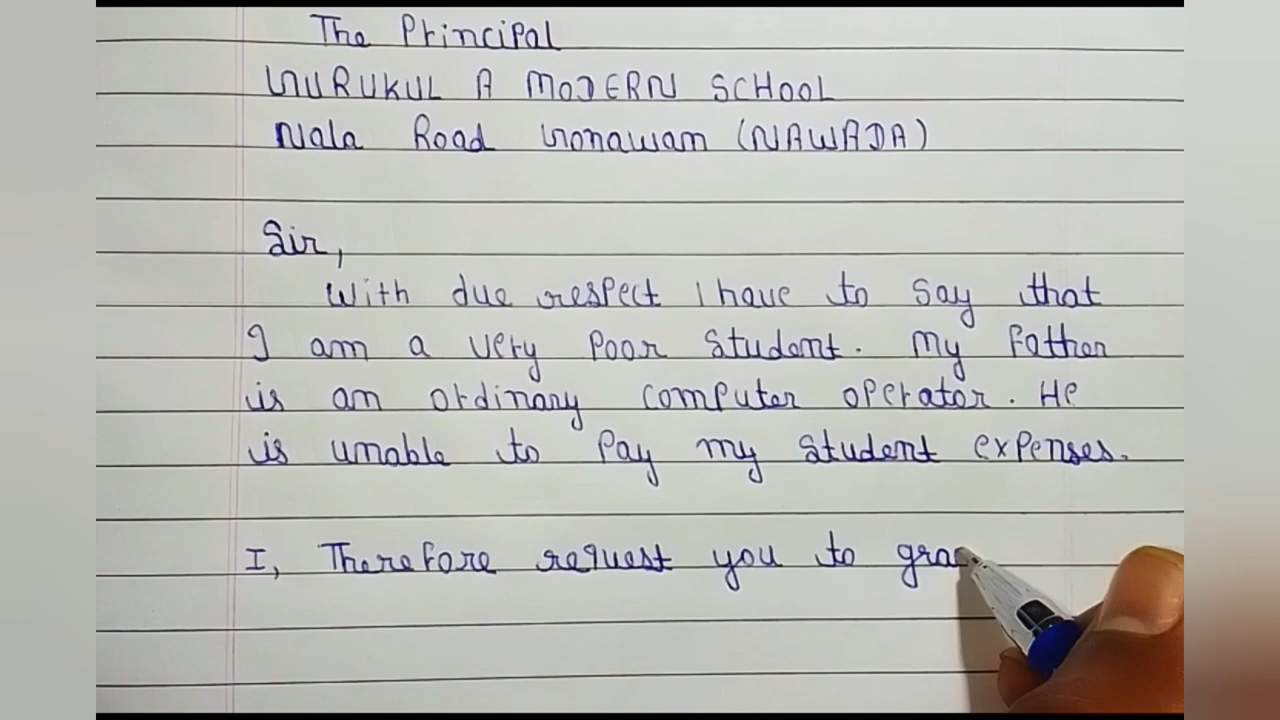 The Principal
GURUKUL A MODERN SCHOOL
Nala Road Gonawam (NAWADA)
Sir,
With due respect I have to say that
I am a very Poor Student. My Father
is an ordinary computer operator. He
is unable to Pay my Student expenses.
I, Therefore request you to gra